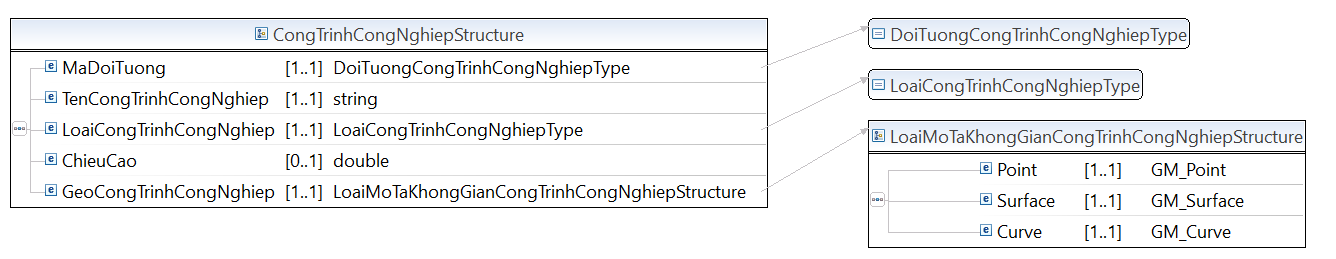 CongTrinhCongNghiepStructure
MaDoiTuong [1..1] DoiTuongCongTrinhCongNghiepType
TenCongTrinhCongNghiep [1..1] string
LoaiCongTrinhCongNghiep [1..1] LoaiCongTrinhCongNghiepType
ChieuCao [0..1] double
GeoCongTrinhCongNghiep [1..1] LoaiMoTaKhongGianCongTrinhCongNghiepStructure
DoiTuongCongTrinhCongNghiepType
LoaiCongTrinhCongNghiepType
LoaiMoTaKhongGianCongTrinhCongNghiepStructure
Point [1..1] GM_Point
Surface [1..1] GM_Surface
Curve [1..1] GM_Curve